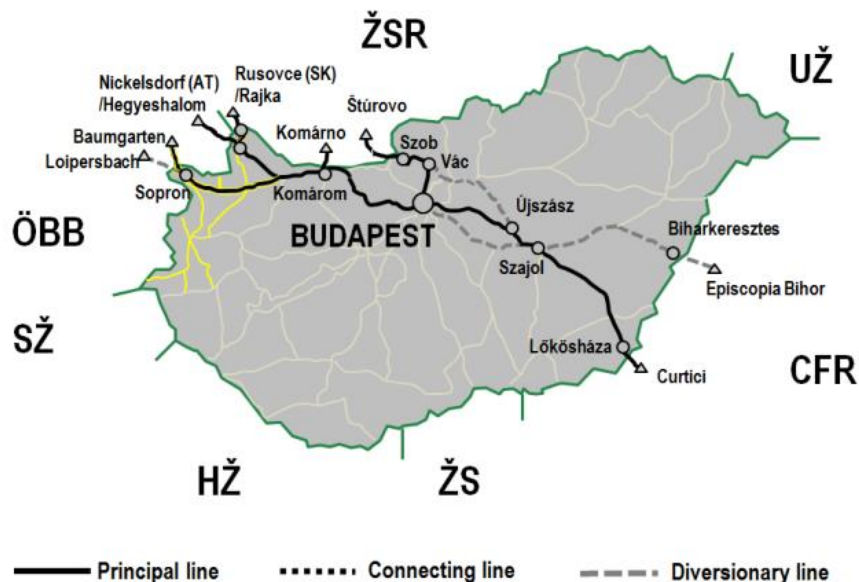 ŽSR
UŽ
Nickelsdorf (AT)
/Hegyeshalom
Rusovce (SK)
/Rajka
Štúrovo
Komárno
Baumgarten
Loipersbach
Szob
Vác
Sopron
Komárom
Újszász
ÖBB
BUDAPEST
Biharkeresztes
Szajol
Episcopia Bihor
SŽ
Lőkősháza
Curtici
CFR
HŽ
ŽS
Principal line
Connecting line
Diversionary line